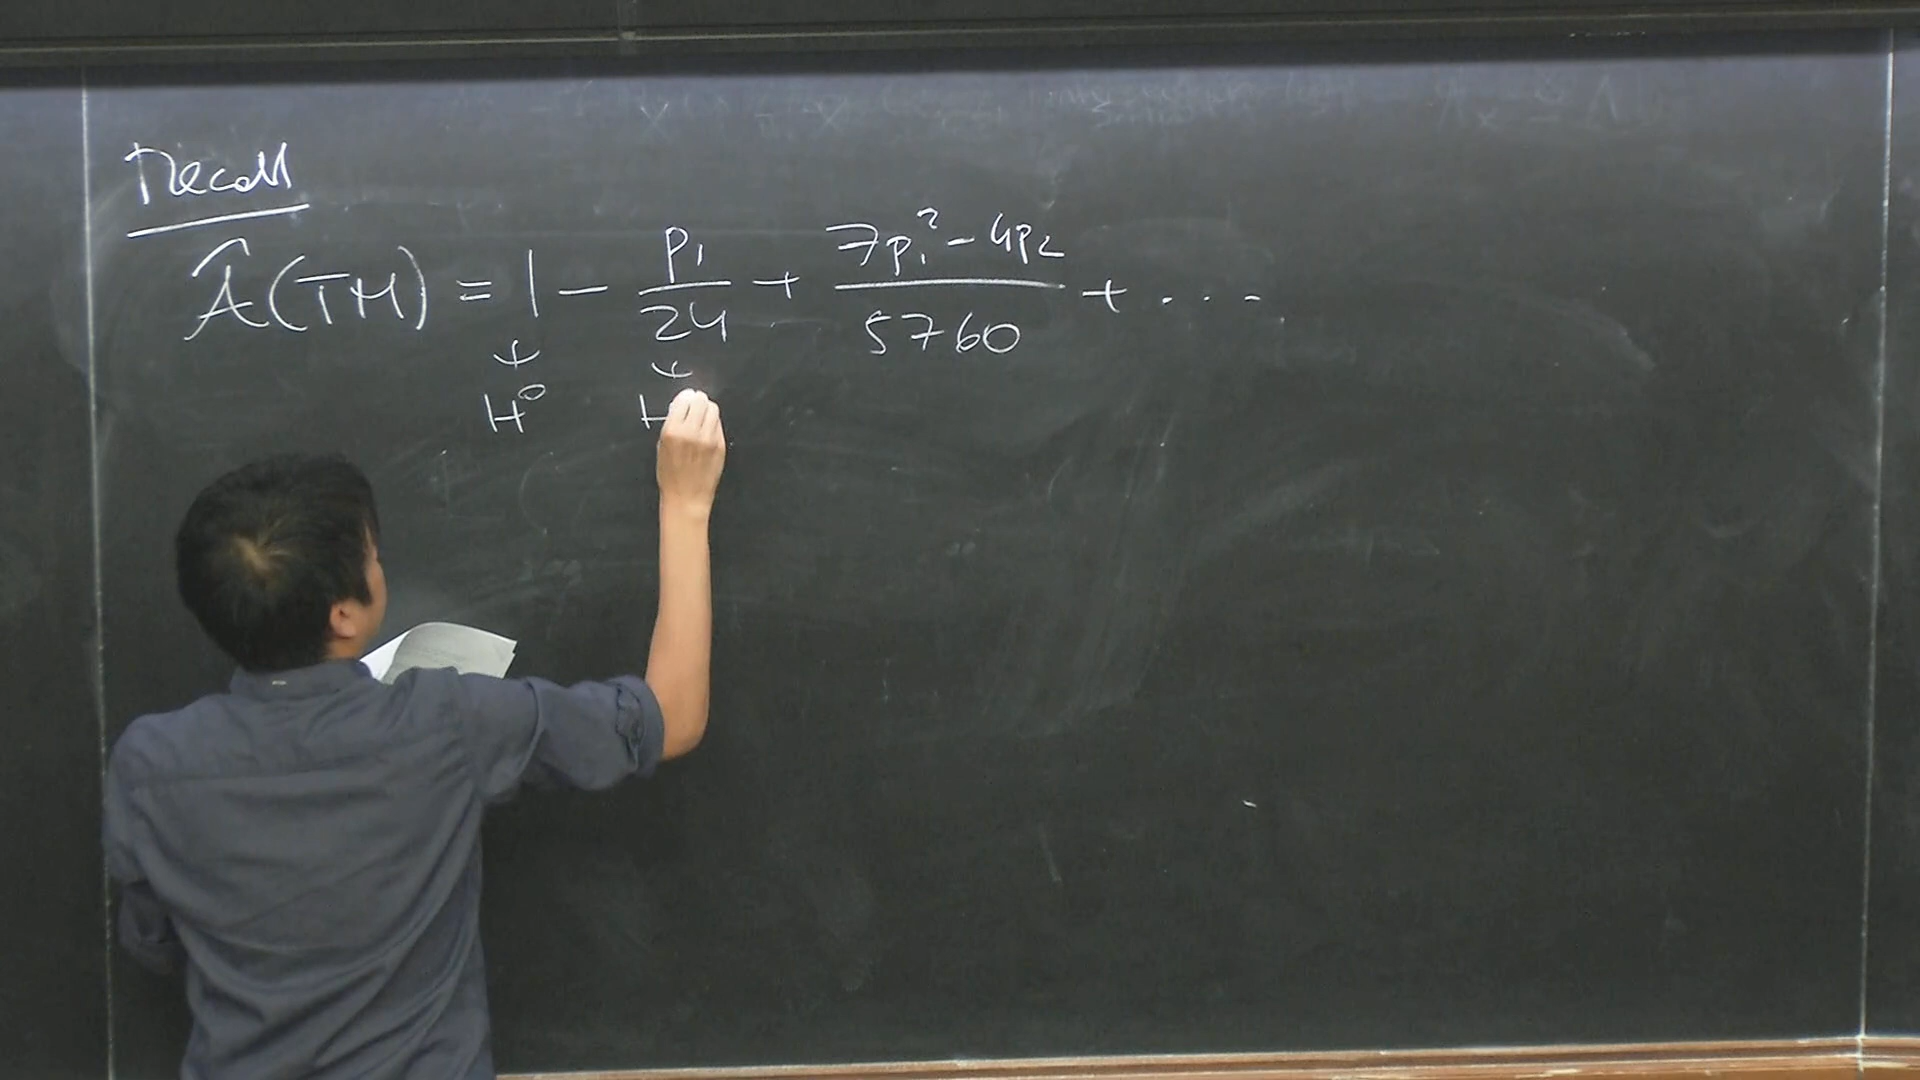 Recall
Â(TM) = 1 - p₁/24 + (7p₁² - 4p₂)/5760 + ...
↓ ↓
H⁰ H